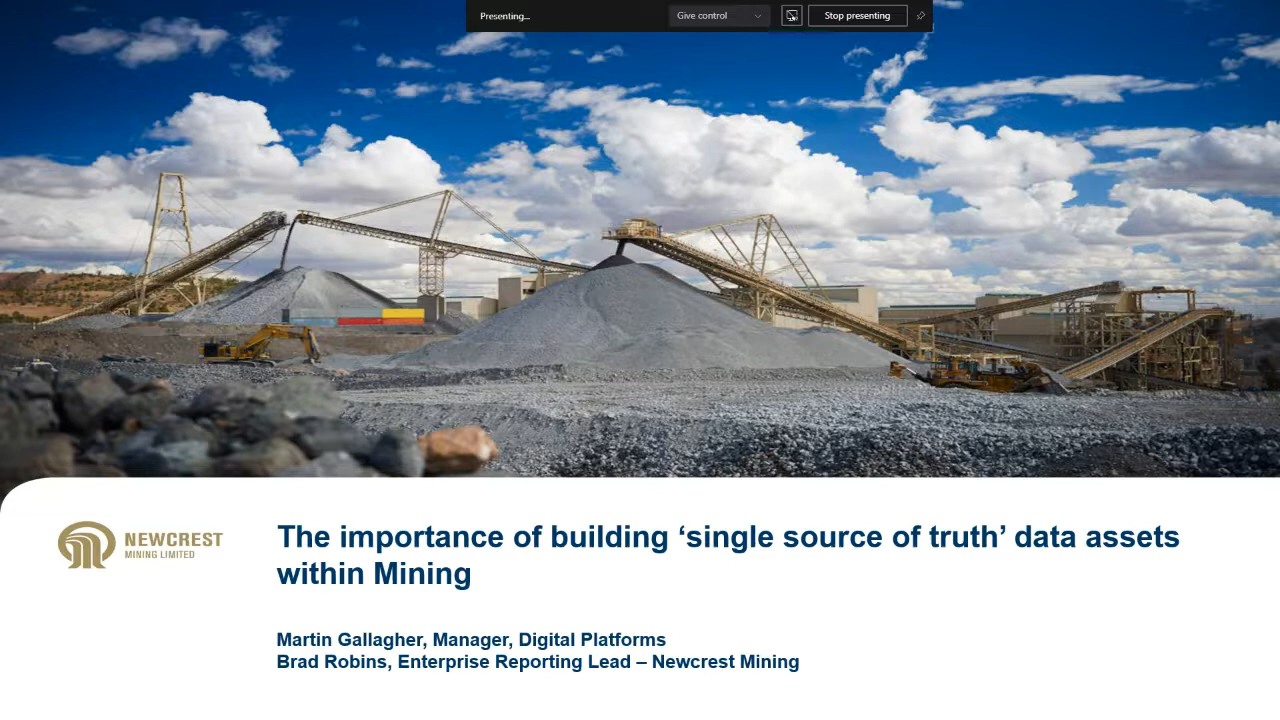 Presenting...
Give control
Stop presenting
NEWCREST
MINING LIMITED
The importance of building ‘single source of truth’ data assets
within Mining
Martin Gallagher, Manager, Digital Platforms
Brad Robins, Enterprise Reporting Lead – Newcrest Mining